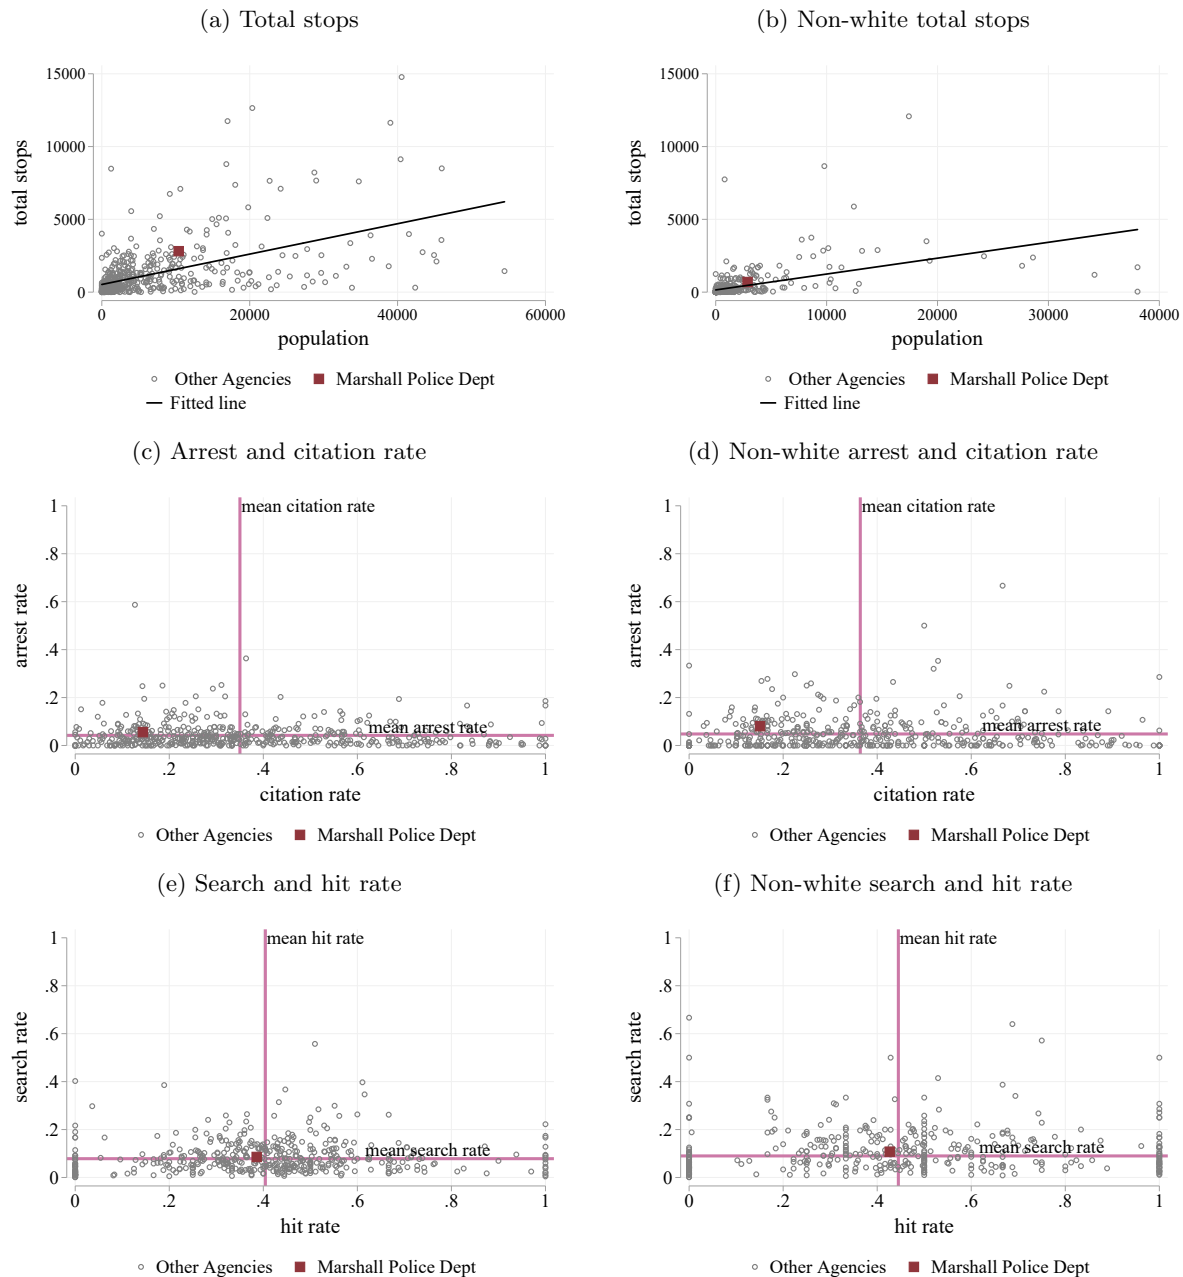 (a) Total stops
(b) Non-white total stops
total stops
15000
10000
5000
0
0 20000 40000 60000
population
Other Agencies Marshall Police Dept
Fitted line
total stops
15000
10000
5000
0
0 10000 20000 30000 40000
population
Other Agencies Marshall Police Dept
Fitted line
(c) Arrest and citation rate
(d) Non-white arrest and citation rate
arrest rate
1
.8
.6
.4
.2
0
mean citation rate
mean arrest rate
0 .2 .4 .6 .8 1
citation rate
Other Agencies Marshall Police Dept
arrest rate
1
.8
.6
.4
.2
0
mean citation rate
mean arrest rate
0 .2 .4 .6 .8 1
citation rate
Other Agencies Marshall Police Dept
(e) Search and hit rate
(f) Non-white search and hit rate
search rate
1
.8
.6
.4
.2
0
mean hit rate
mean search rate
0 .2 .4 .6 .8 1
hit rate
Other Agencies Marshall Police Dept
search rate
1
.8
.6
.4
.2
0
mean hit rate
mean search rate
0 .2 .4 .6 .8 1
hit rate
Other Agencies Marshall Police Dept